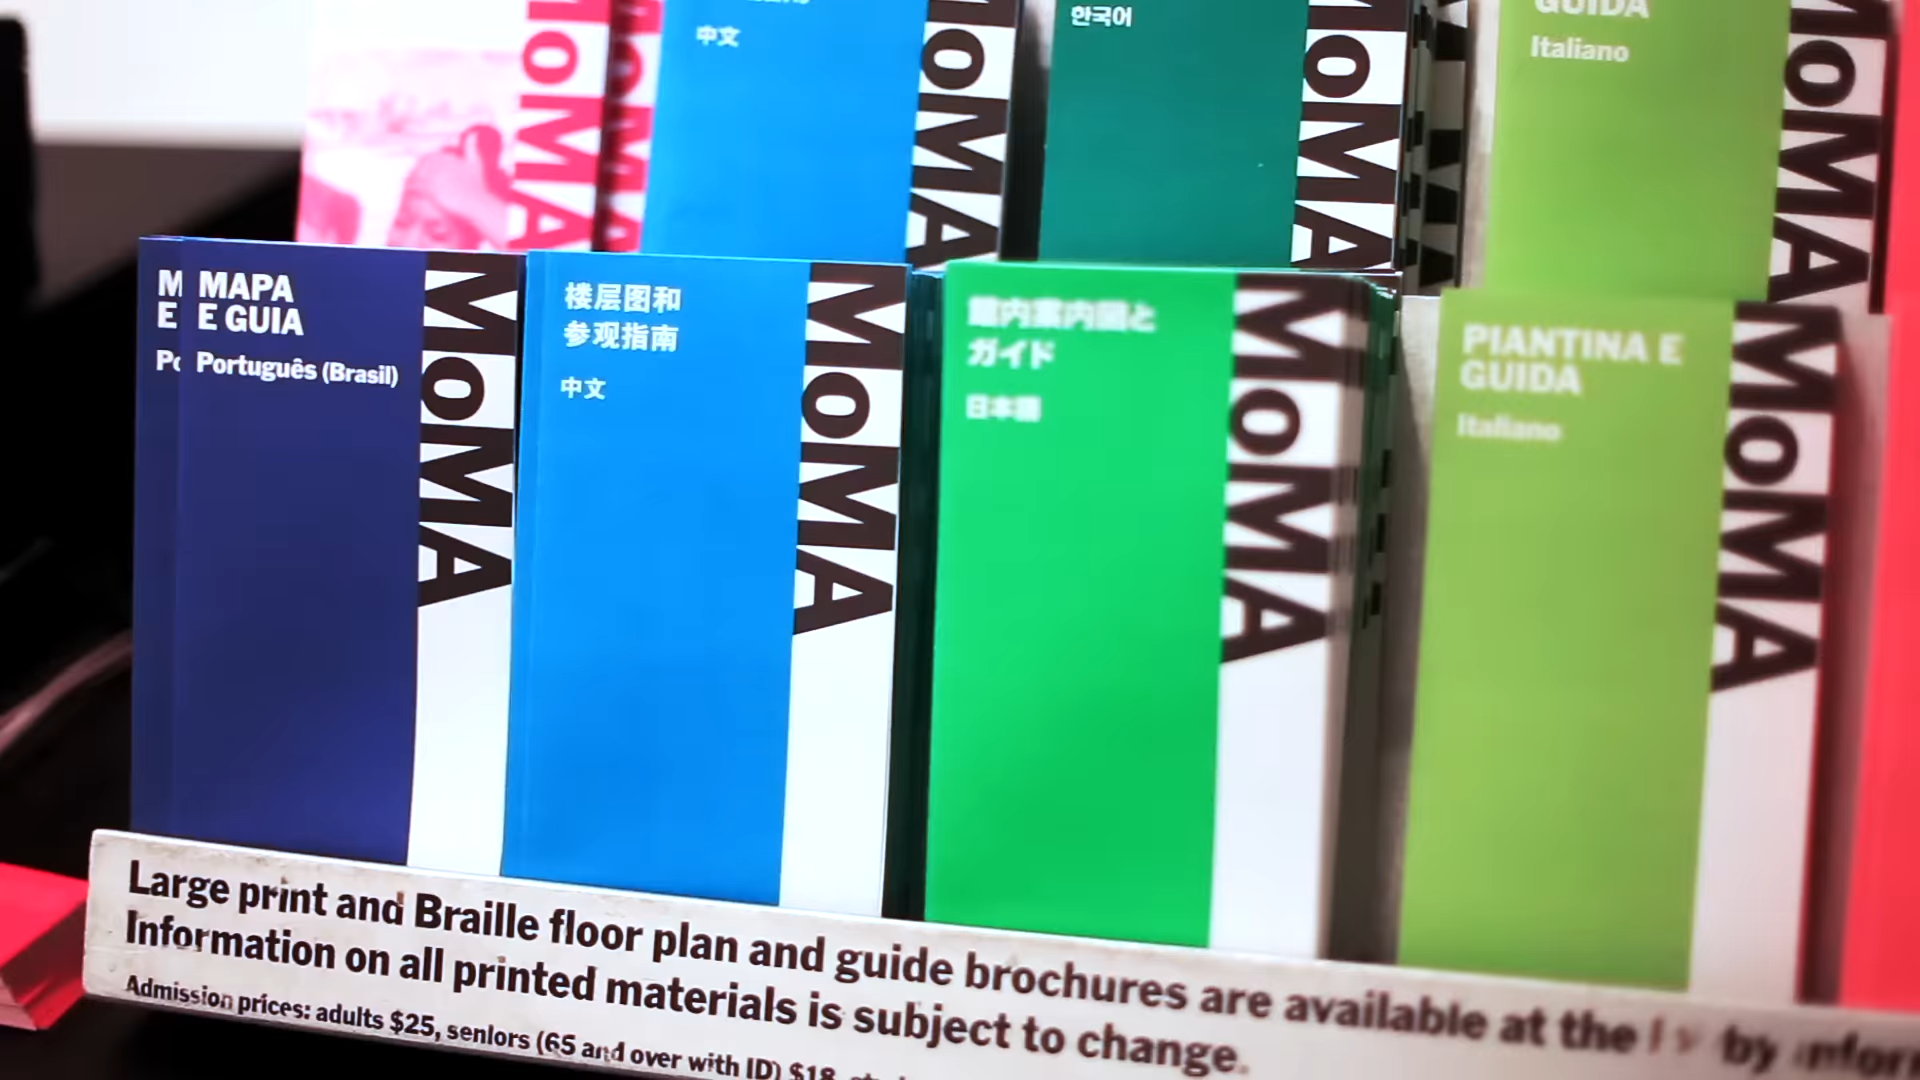 MoMA
MoMA
中文
MoMA
한국어
MoMA
GUIDA
Italiano
MoMA
M
E
MAPA
E GUIA
Português (Brasil)
MoMA
楼层图和
参观指南
中文
MoMA
館内案内図と
ガイド
日本語
MoMA
PIANTINA E
GUIDA
Italiano
MoMA
Large print and Braille floor plan and guide brochures are available at the
by
Information on all printed materials is subject to change.
Admission prices: adults $25, seniors (65 and over with ID) $18,